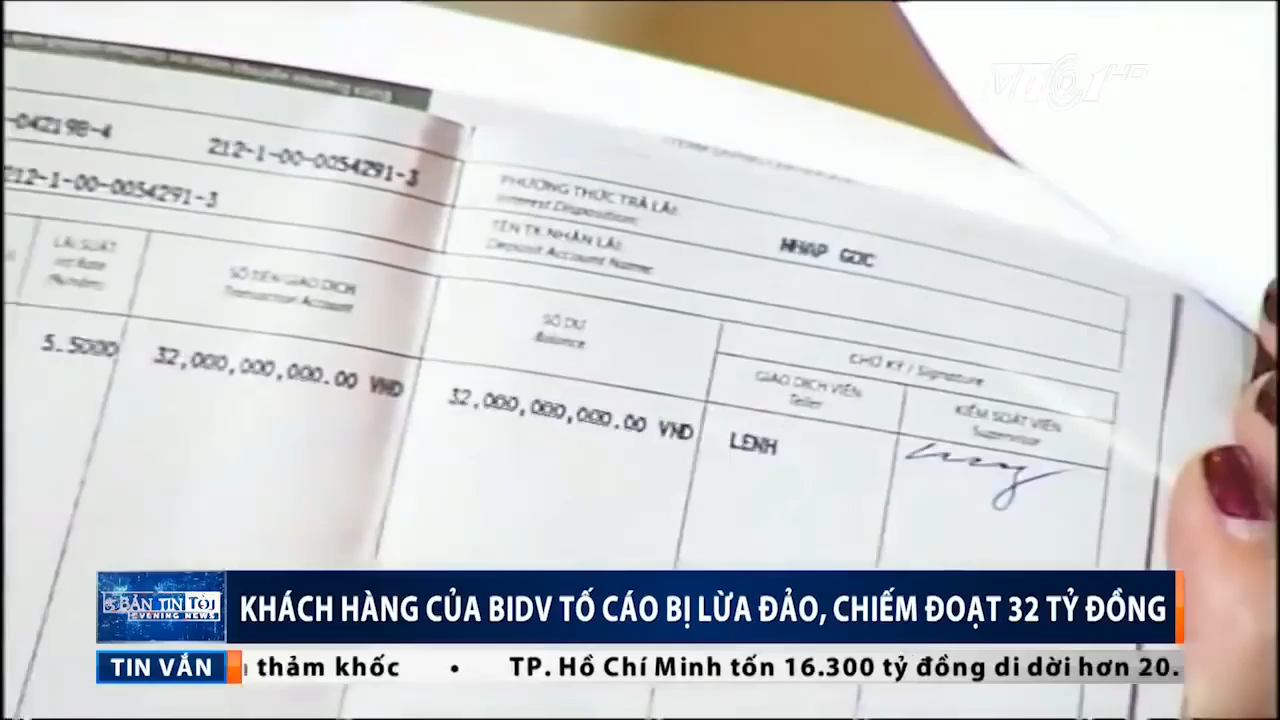 VTC1 HD
-04219B-4
212-1-00-0054291-3
212-1-00-0054291-3
PHƯƠNG THỨC TRẢ LÃI:
Interest Disposition:
NHAP GOC
TÊN TK NHẬN LÃI:
Deposit Account Name
LÃI SUẤT
Int Rate
SỐ TIỀN GIAO DỊCH
Transaction Account
SỐ DƯ
Balance
CHỮ KÝ / Signature
GIAO DỊCH VIÊN
Teller
KIỂM SOÁT VIÊN
Supervisor
5.5000
32,000,000,000.00 VND
32,000,000,000.00 VND
LENH
BẢN TIN TỐI
EVENING NEWS
KHÁCH HÀNG CỦA BIDV TỐ CÁO BỊ LỪA ĐẢO, CHIẾM ĐOẠT 32 TỶ ĐỒNG
TIN VẮN
thảm khốc • TP. Hồ Chí Minh tốn 16.300 tỷ đồng di dời hơn 20.